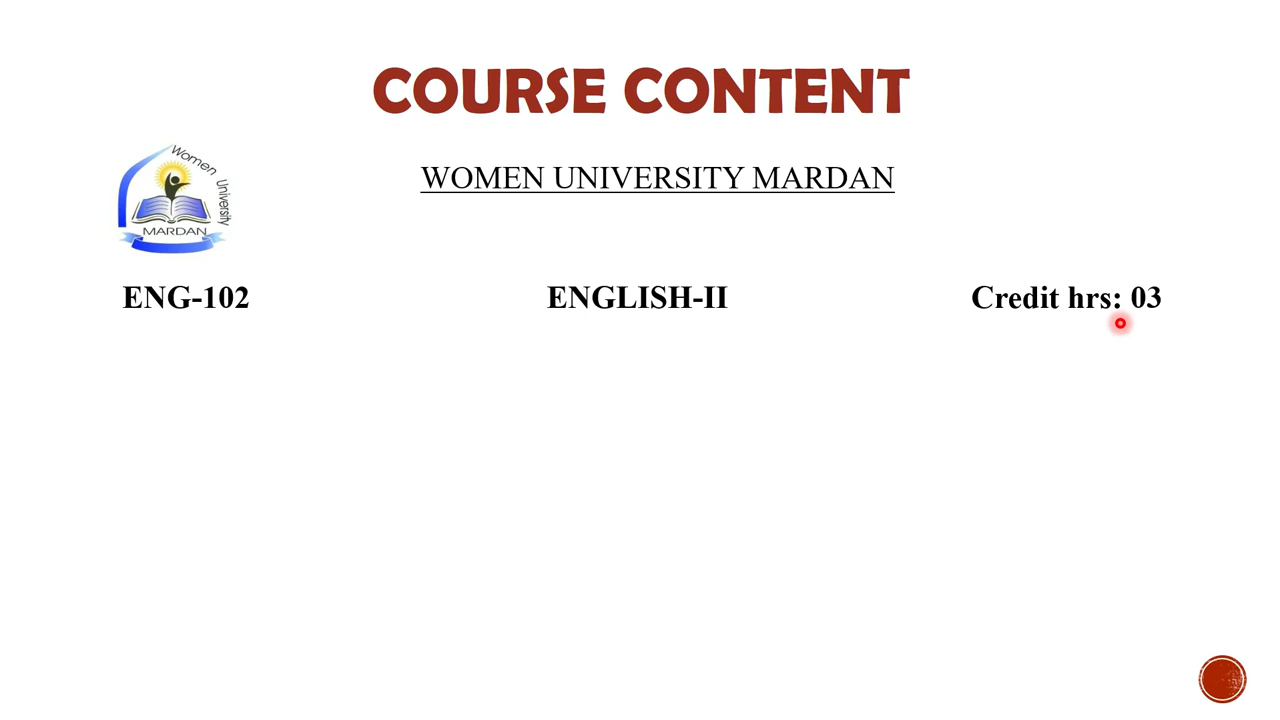 COURSE CONTENT
Women University
MARDAN
WOMEN UNIVERSITY MARDAN
ENG-102 ENGLISH-II Credit hrs: 03